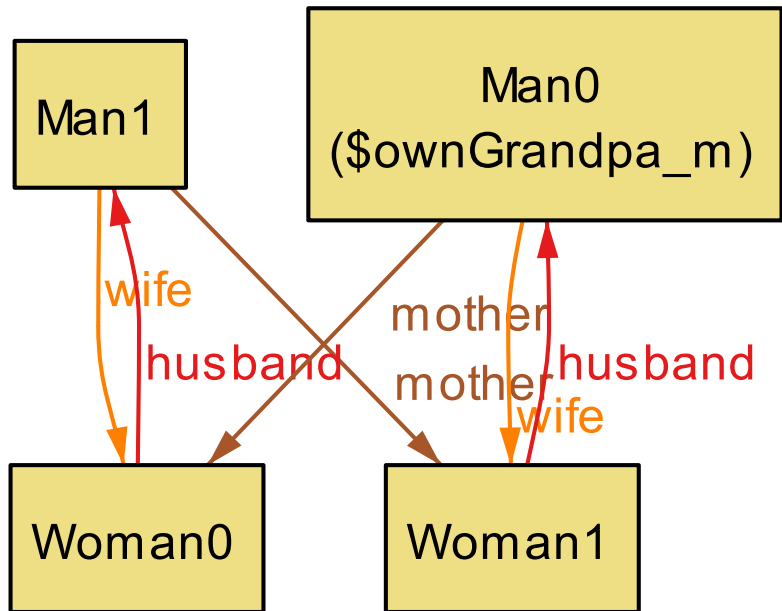 Man1
Man0
($ownGrandpa_m)
wife
mother
husband
husband
mother
wife
Woman0
Woman1